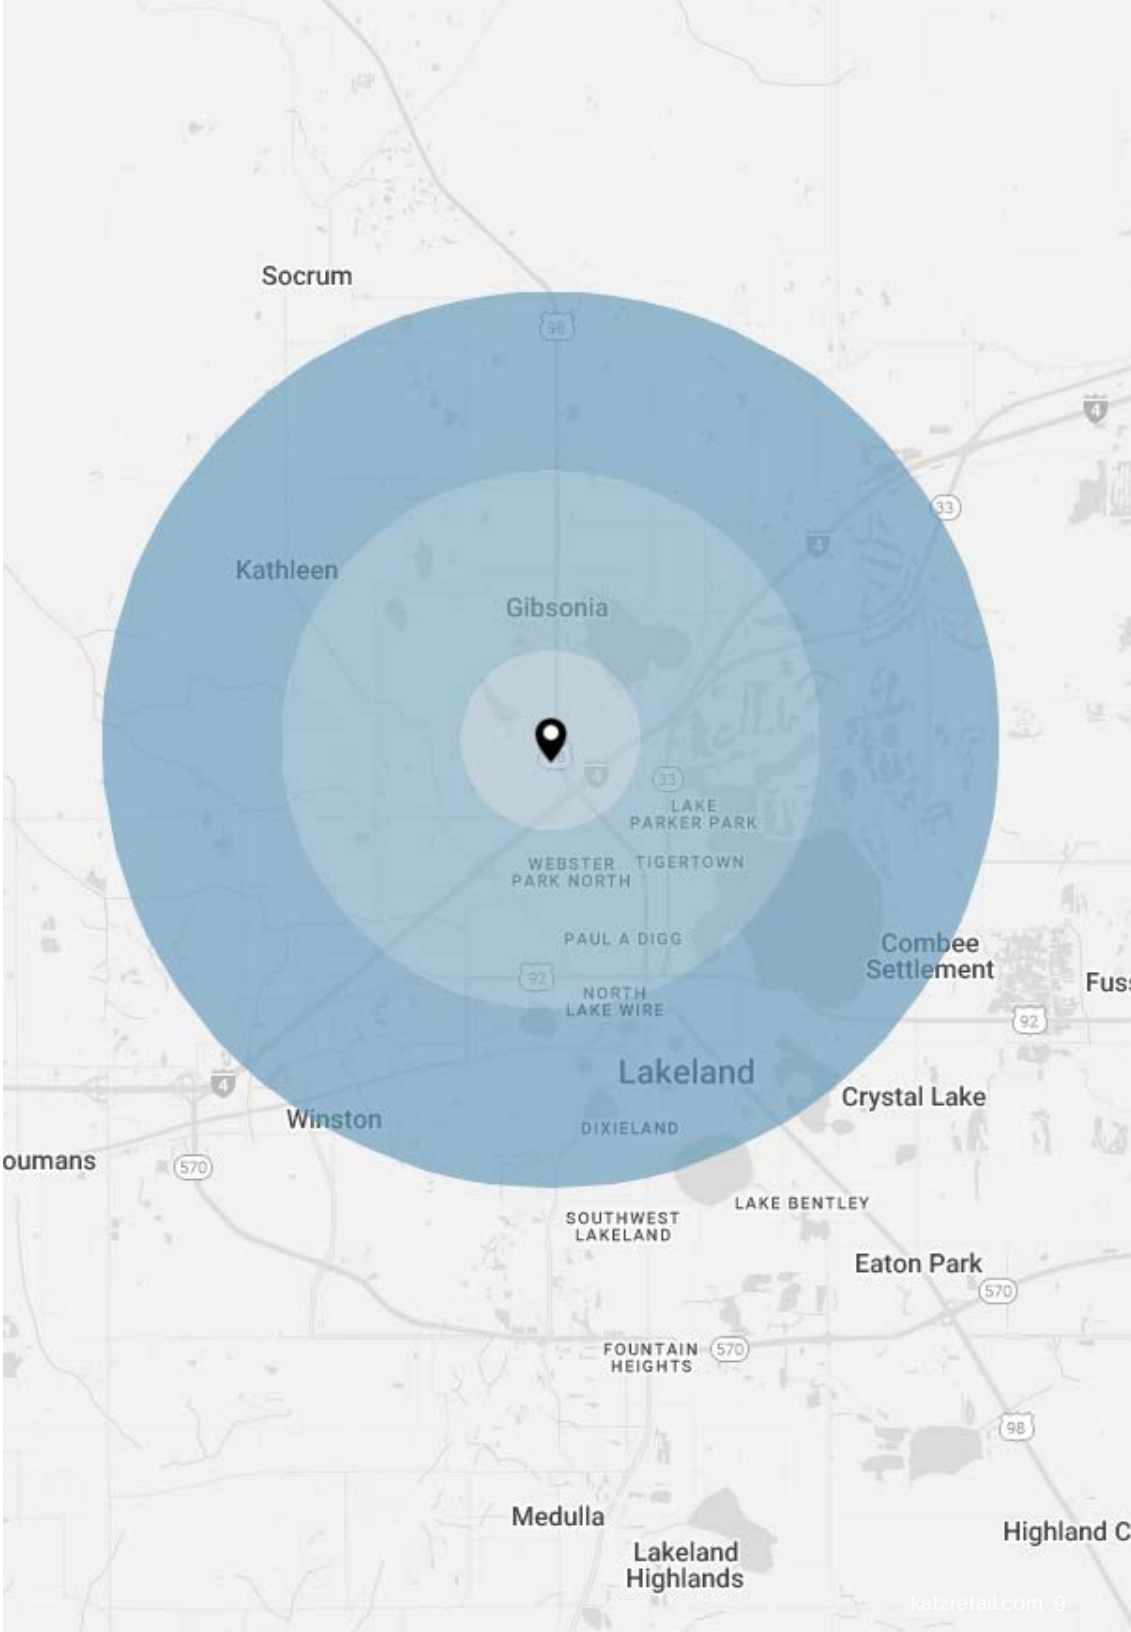 Socrum
98
4
33
Kathleen
4
Gibsonia
4
33
LAKE
PARKER PARK
WEBSTER
PARK NORTH
TIGERTOWN
PAUL A DIGG
Combee
Settlement
92
Fus
NORTH
LAKE WIRE
92
Lakeland
4
Crystal Lake
Winston
DIXIELAND
oumans
570
LAKE BENTLEY
SOUTHWEST
LAKELAND
Eaton Park
570
FOUNTAIN
HEIGHTS
570
98
Medulla
Highland C
Lakeland
Highlands
katzretail.com 9